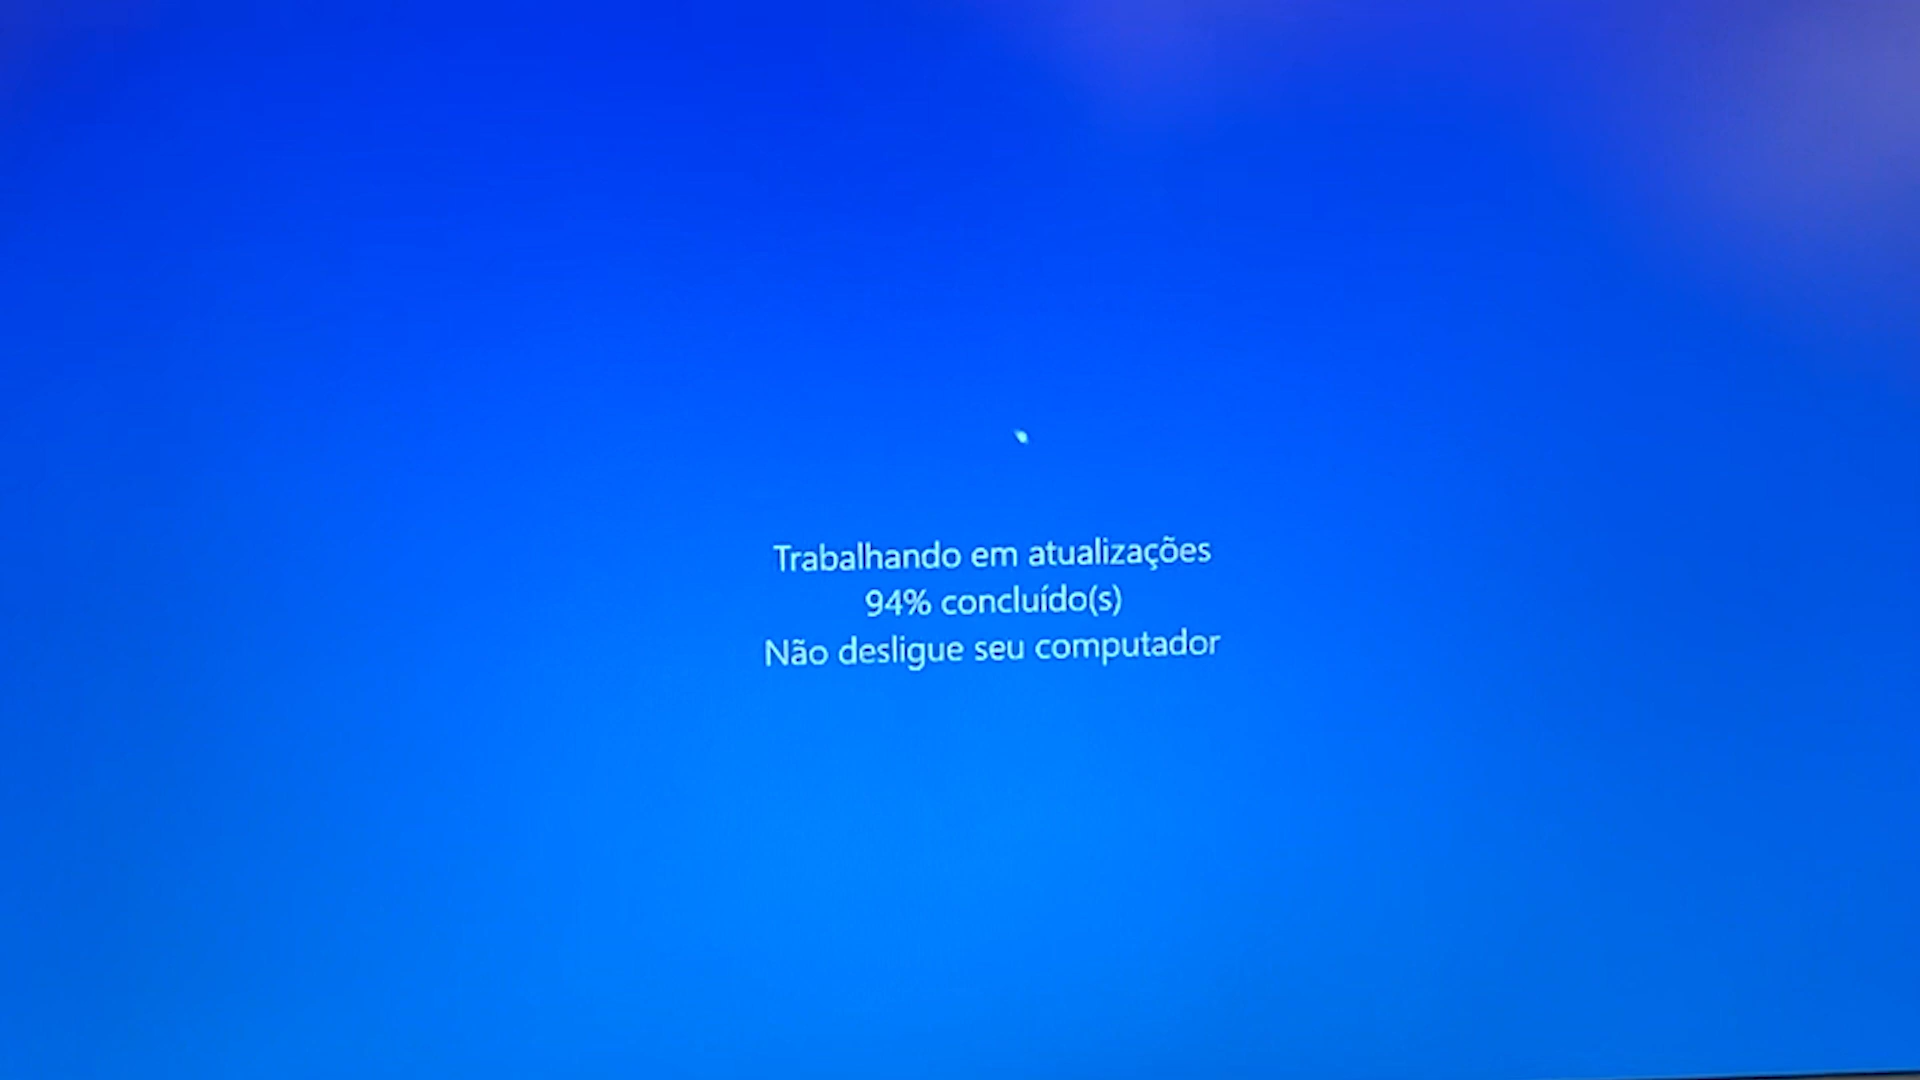 Trabalhando em atualizações
94% concluído(s)
Não desligue seu computador